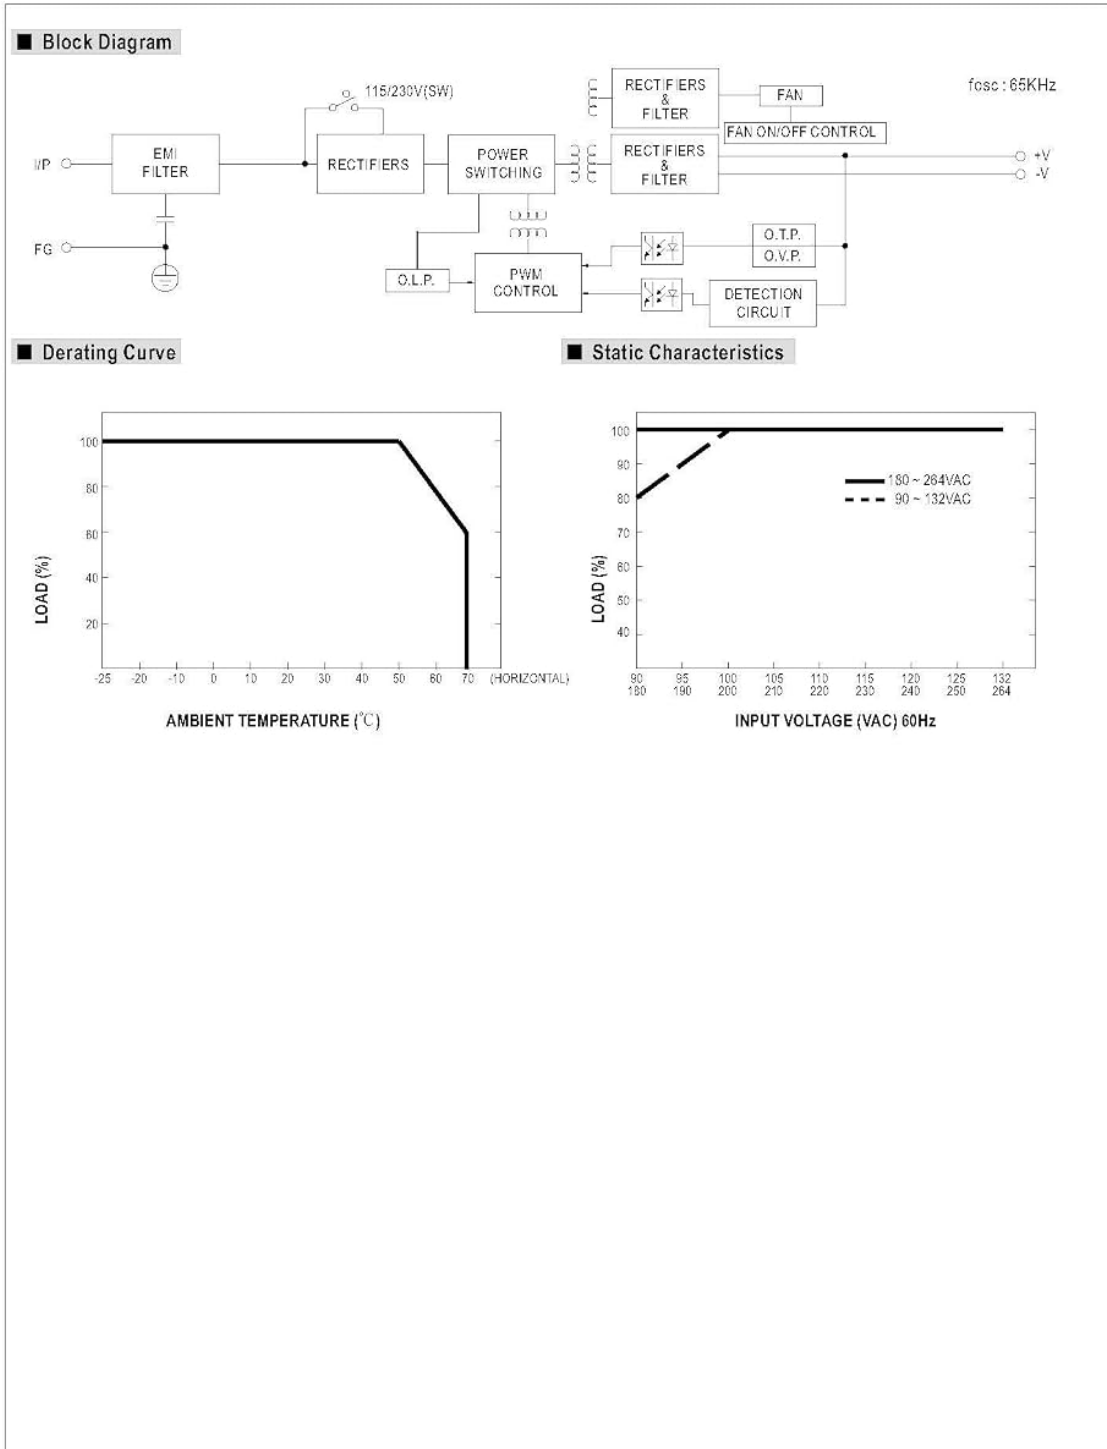 Block Diagram
115/230V(SW)
RECTIFIERS
&
FILTER
FAN
FAN ON/OFF CONTROL
fosc : 65KHz
I/P
EMI
FILTER
RECTIFIERS
POWER
SWITCHING
RECTIFIERS
&
FILTER
+V
-V
FG
O.L.P.
PWM
CONTROL
O.T.P.
O.V.P.
DETECTION
CIRCUIT
Derating Curve
100
80
60
40
20
LOAD (%)
-25 -20 -10 0 10 20 30 40 50 60 70 (HORIZONTAL)
AMBIENT TEMPERATURE (℃)
Static Characteristics
100
90
80
70
60
50
40
LOAD (%)
180 ~ 264VAC
90 ~ 132VAC
90 95 100 105 110 115 120 125 132
180 190 200 210 220 230 240 250 264
INPUT VOLTAGE (VAC) 60Hz